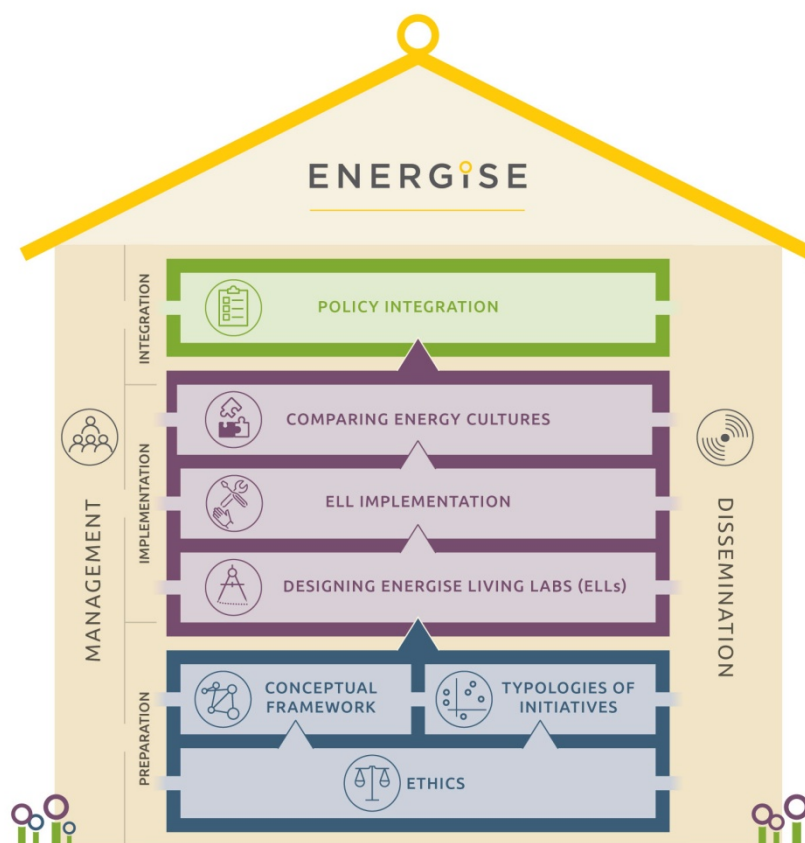 ENERGISE
INTEGRATION
POLICY INTEGRATION
MANAGEMENT
IMPLEMENTATION
COMPARING ENERGY CULTURES
ELL IMPLEMENTATION
DESIGNING ENERGISE LIVING LABS (ELLs)
DISSEMINATION
PREPARATION
CONCEPTUAL
FRAMEWORK
TYPOLOGIES OF
INITIATIVES
ETHICS